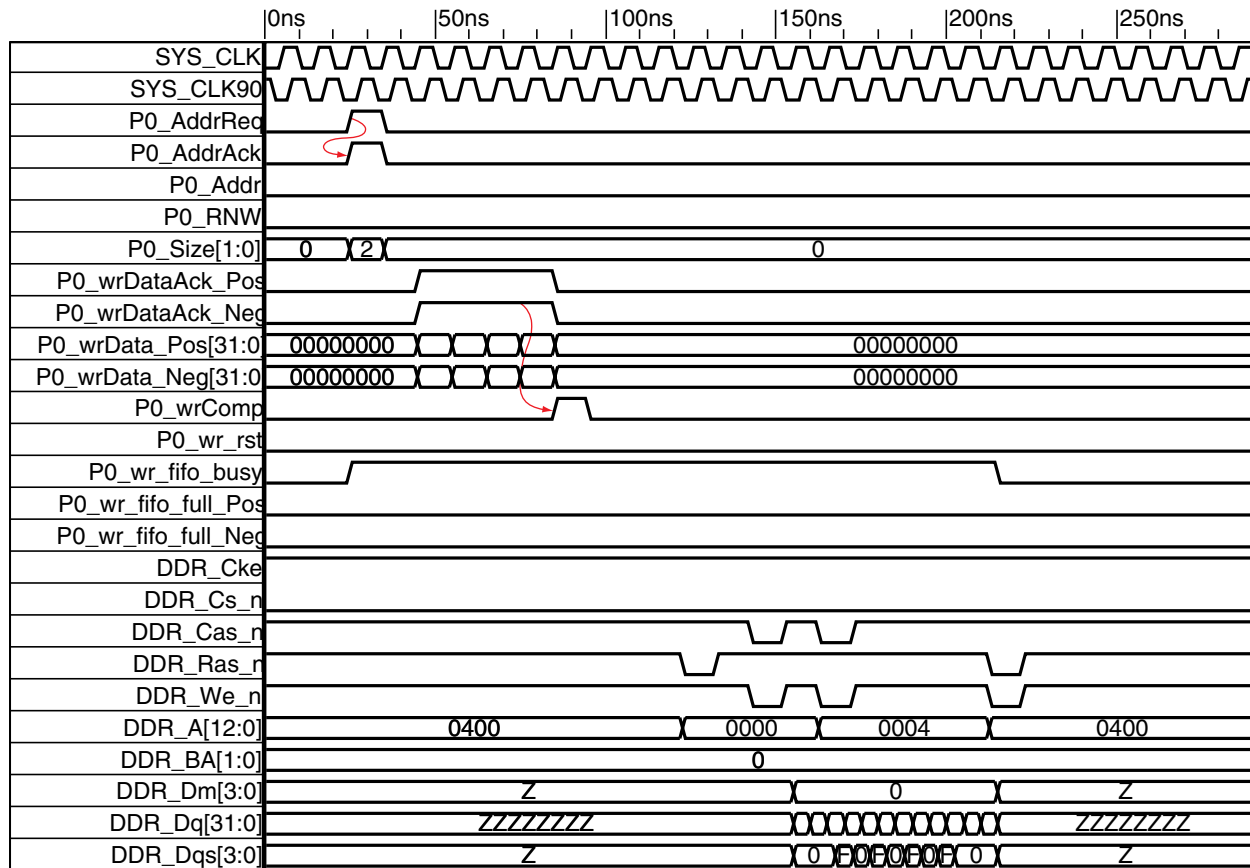 0ns 50ns 100ns 150ns 200ns 250ns
SYS_CLK
SYS_CLK90
P0_AddrReq
P0_AddrAck
P0_Addr
P0_RNW
P0_Size[1:0] 0 2 0
P0_wrDataAck_Pos
P0_wrDataAck_Neg
P0_wrData_Pos[31:0] 00000000 00000000
P0_wrData_Neg[31:0] 00000000 00000000
P0_wrComp
P0_wr_rst
P0_wr_fifo_busy
P0_wr_fifo_full_Pos
P0_wr_fifo_full_Neg
DDR_Cke
DDR_Cs_n
DDR_Cas_n
DDR_Ras_n
DDR_We_n
DDR_A[12:0] 0400 0000 0004 0400
DDR_BA[1:0] 0
DDR_Dm[3:0] Z 0 Z
DDR_Dq[31:0] ZZZZZZZZ ZZZZZZZZ
DDR_Dqs[3:0] Z 0 F 0 F 0 F 0 F 0 Z